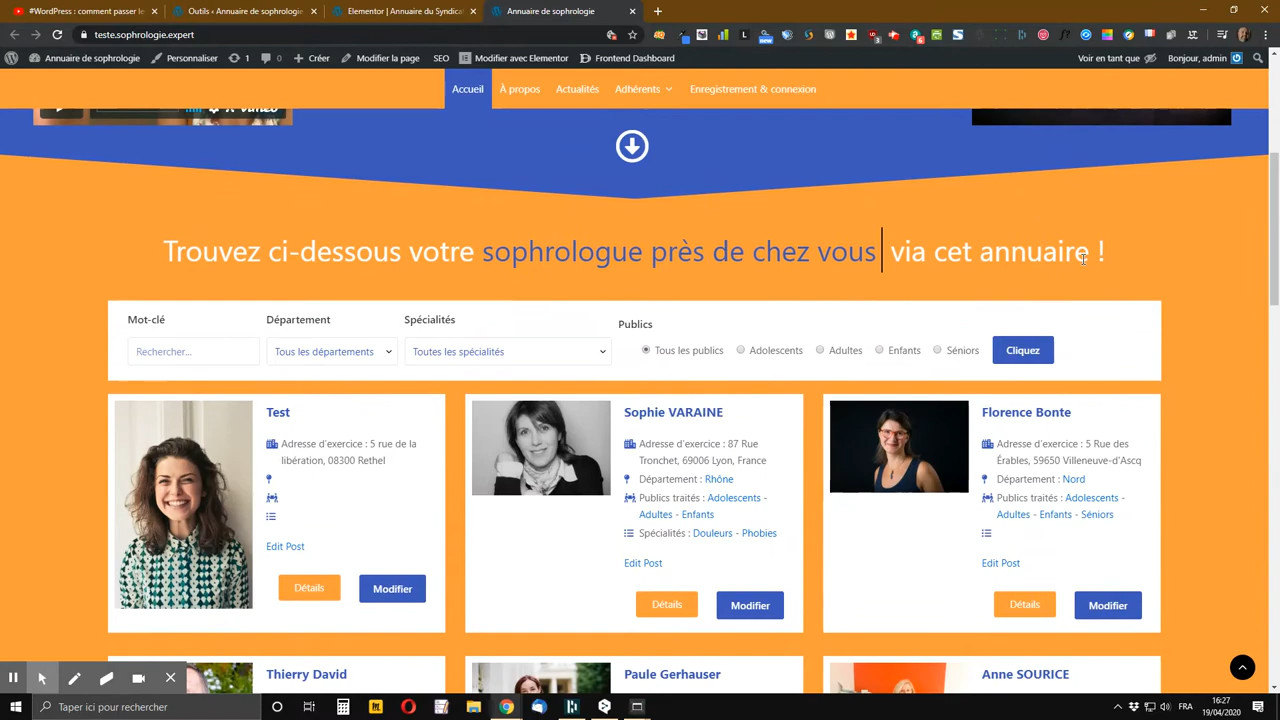 #WordPress : comment créer les
Outils ‹ Annuaire de sophrologie
Elementor | Annuaire de
Annuaire de sophrologie
teste.sophrologue.expert
Annuaire de sophrologie
Personnaliser
1
0
Créer
Modifier la page
SEO
Modifier avec Elementor
Frontend Dashboard
Voir en tant que
Bonjour, admin
Accueil
À propos
Actualités
Adhérents
Enregistrement & connexion
vimeo
Trouvez ci-dessous votre sophrologue près de chez vous via cet annuaire !
Mot-clé
Département
Spécialités
Publics
Rechercher...
Tous les départements
Toutes les spécialités
Tous les publics
Adolescents
Adultes
Enfants
Séniors
Cliquez
Test
Adresse d'exercice : 5 rue de la
libération, 08300 Rethel
Edit Post
Détails
Modifier
Sophie VARAINE
Adresse d'exercice : 87 Rue
Tronchet, 69006 Lyon, France
Département : Rhône
Publics traités : Adolescents -
Adultes - Enfants
Spécialités : Douleurs - Phobies
Edit Post
Détails
Modifier
Florence Bonte
Adresse d'exercice : 5 Rue des
Érables, 59650 Villeneuve-d'Ascq
Département : Nord
Publics traités : Adolescents -
Adultes - Enfants - Séniors
Edit Post
Détails
Modifier
Thierry David
Paule Gerhauser
Anne SOURICE
Taper ici pour rechercher
FRA
16:27
19/04/2020